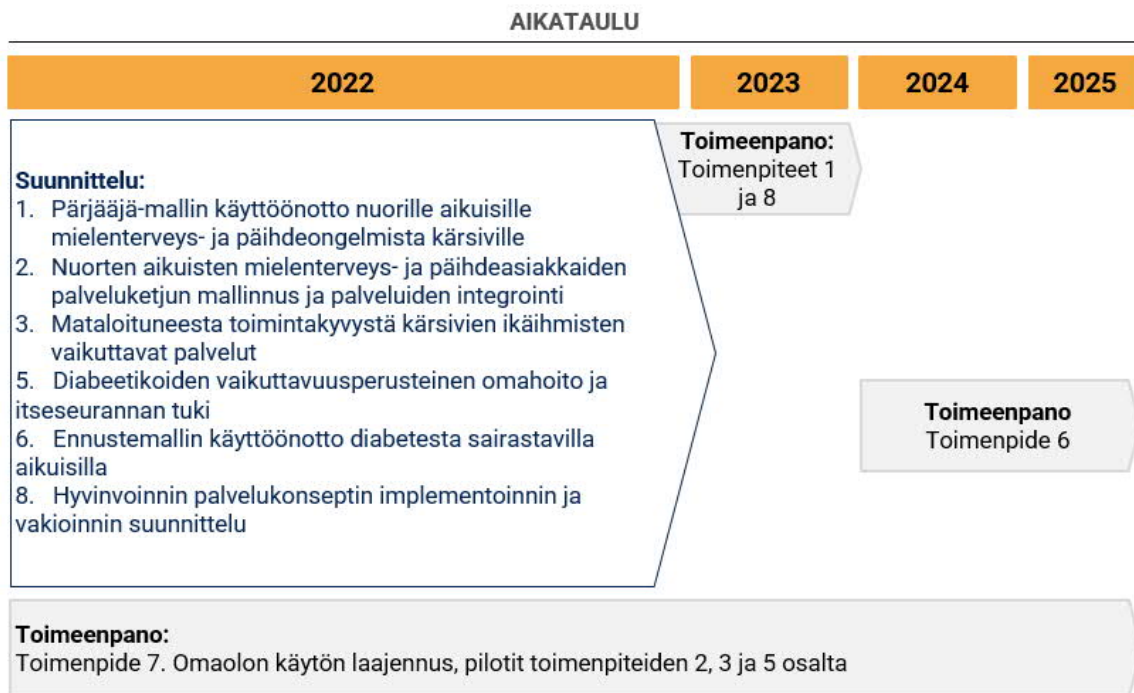 AIKATAULU
2022
2023
2024
2025
Suunnittelu:
1. Pärjääjä-mallin käyttöönotto nuorille aikuisille
mielenterveys- ja päihdeongelmista kärsiville
2. Nuorten aikuisten mielenterveys- ja päihdeasiakkaiden
palveluketjun mallinnus ja palveluiden integrointi
3. Mataloituneesta toimintakyvystä kärsivien ikäihmisten
vaikuttavat palvelut
5. Diabeetikoiden vaikuttavuusperusteinen omahoito ja
itseseurannan tuki
6. Ennustemallin käyttöönotto diabetesta sairastavilla
aikuisilla
8. Hyvinvoinnin palvelukonseptin implementoinnin ja
vakioinnin suunnittelu
Toimeenpano:
Toimenpiteet 1
ja 8
Toimeenpano
Toimenpide 6
Toimeenpano:
Toimenpide 7. Omaolon käytön laajennus, pilotit toimenpiteiden 2, 3 ja 5 osalta